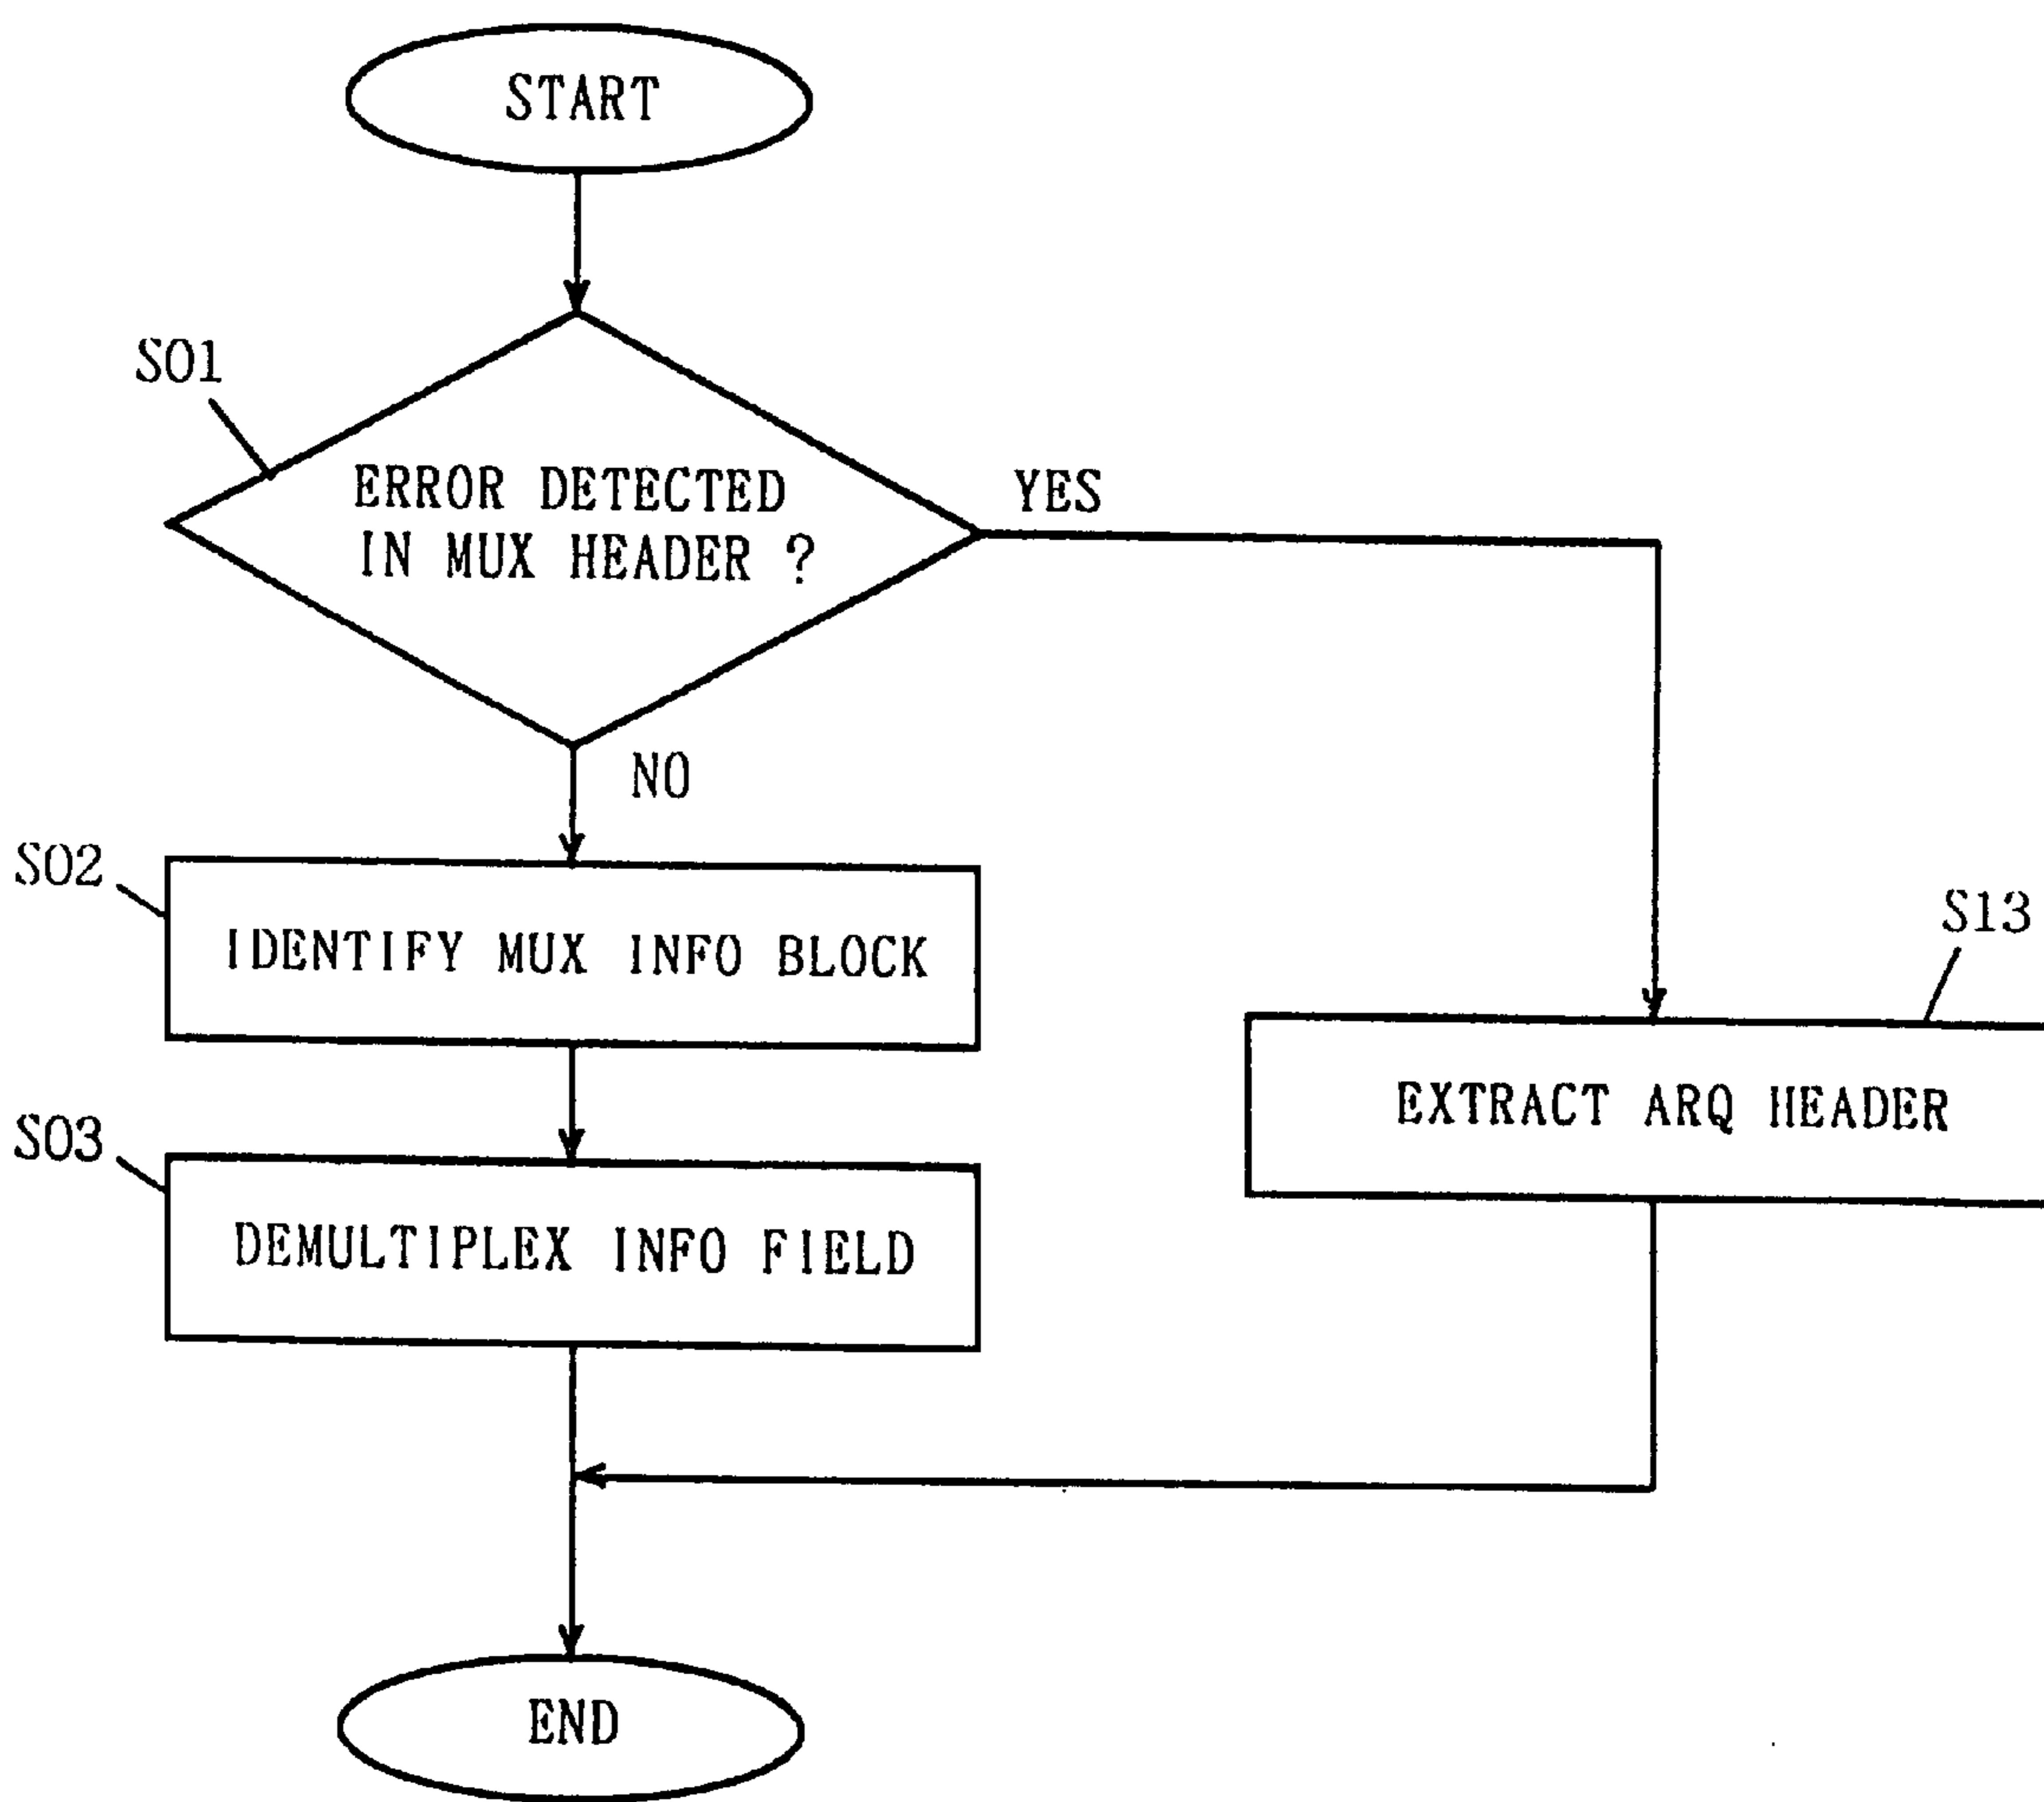 START
S01
ERROR DETECTED
IN MUX HEADER ?
YES
NO
S02
IDENTIFY MUX INFO BLOCK
S13
EXTRACT ARQ HEADER
S03
DEMULTIPLEX INFO FIELD
END